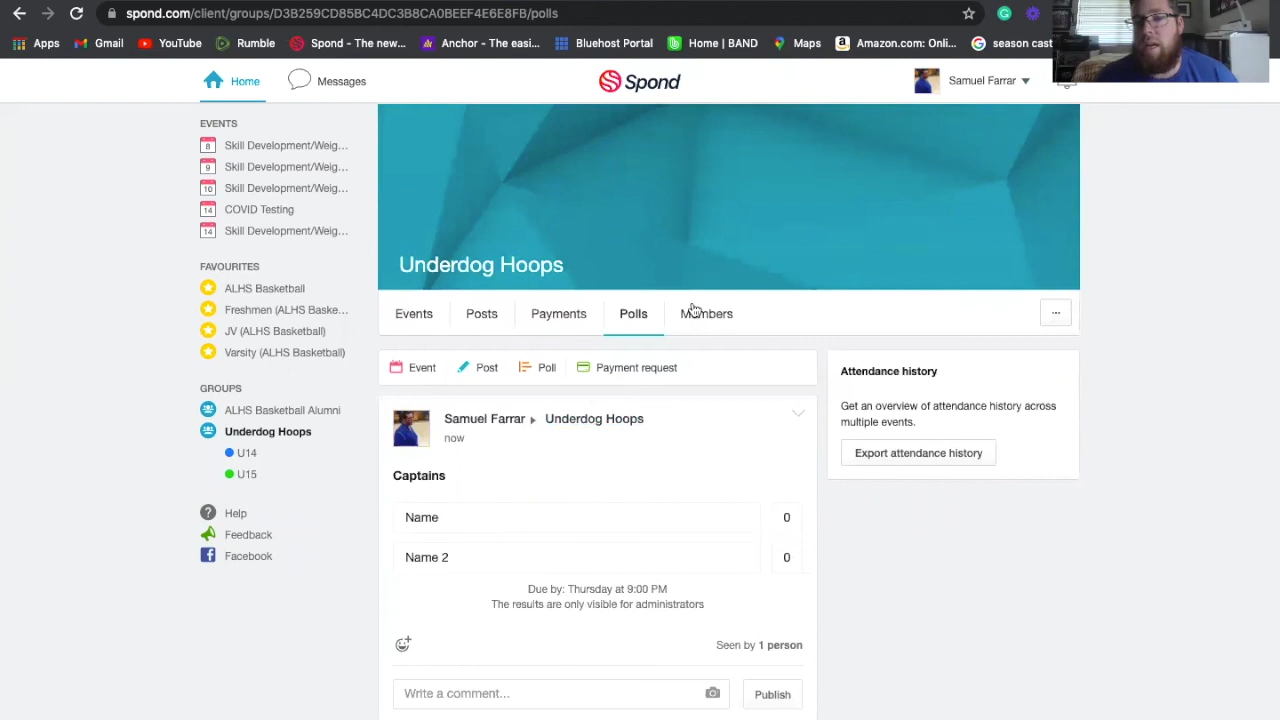 spond.com/client/groups/D3B259CD859C4D
Apps
Gmail
YouTube
Rumble
Spond -
Anchor - The easi...
Bluehost Portal
Home | BAND
Maps
Amazon.com: Onli...
season cast
Home
Messages
Spond
Samuel Farrar
EVENTS
8 Skill Development/Weig...
9 Skill Development/Weig...
10 Skill Development/Weig...
14 COVID Testing
14 Skill Development/Weig...
FAVOURITES
ALHS Basketball
Freshmen (ALHS Baske...
JV (ALHS Basketball)
Varsity (ALHS Basketball)
GROUPS
ALHS Basketball Alumni
Underdog Hoops
U14
U15
Help
Feedback
Facebook
Underdog Hoops
Events
Posts
Payments
Polls
Members
...
Event
Post
Poll
Payment request
Samuel Farrar
Underdog Hoops
now
Captains
Name 0
Name 2 0
Due by: Thursday at 9:00 PM
The results are only visible for administrators
Seen by 1 person
Write a comment...
Publish
Attendance history
Get an overview of attendance history across
multiple events.
Export attendance history